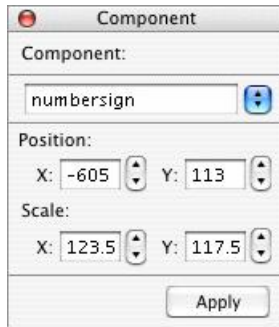 Component
Component:
numbersign
Position:
X: -605 Y: 113
Scale:
X: 123.5 Y: 117.5
Apply